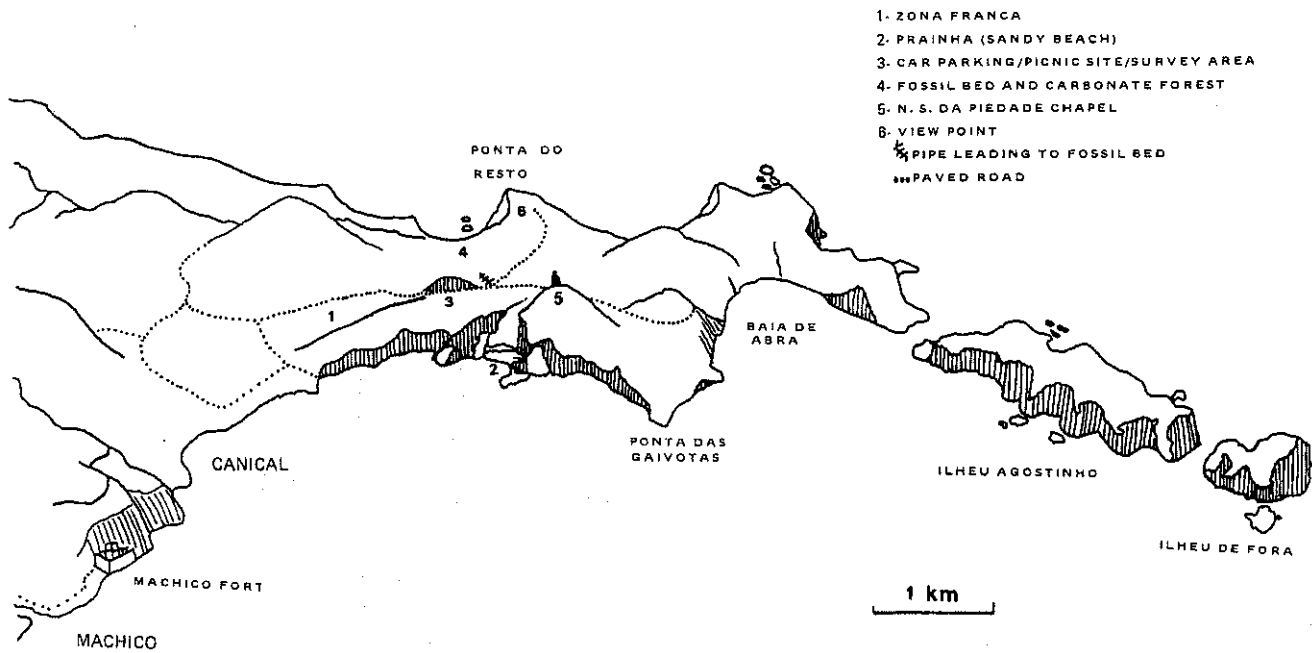 1- ZONA FRANCA
2- PRAINHA (SANDY BEACH)
3- CAR PARKING/PICNIC SITE/SURVEY AREA
4- FOSSIL BED AND CARBONATE FOREST
5- N. S. DA PIEDADE CHAPEL
6- VIEW POINT
PIPE LEADING TO FOSSIL BED
PAVED ROAD
PONTA DO
RESTO
6
4
3
5
1
2
BAIA DE
ABRA
PONTA DAS
GAIVOTAS
CANICAL
ILHEU AGOSTINHO
ILHEU DE FORA
MACHICO FORT
1 km
MACHICO